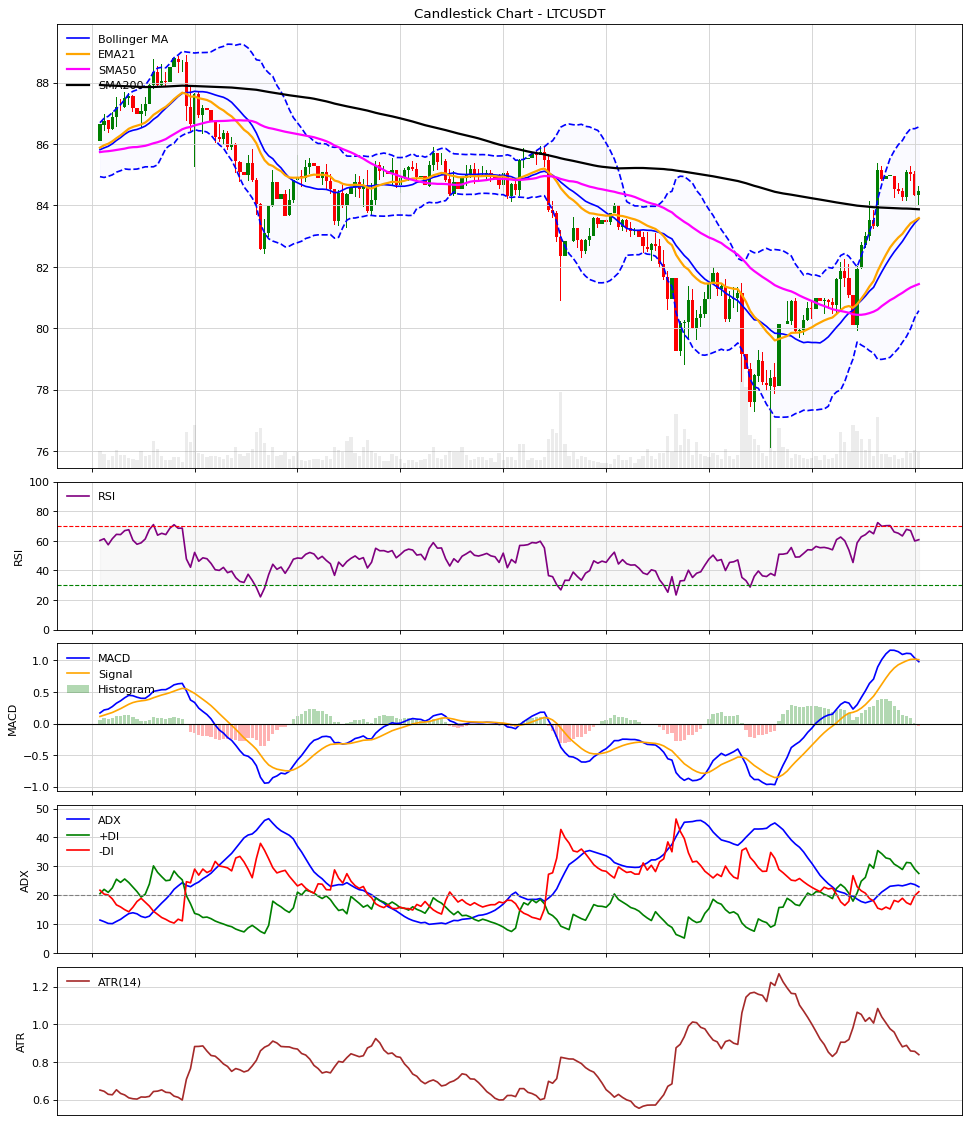 Candlestick Chart - LTCUSDT
Bollinger MA
EMA21
SMA50
SMA200
88
86
84
82
80
78
76
RSI
RSI
100
80
60
40
20
0
MACD
Signal
Histogram
MACD
1.0
0.5
0.0
−0.5
−1.0
ADX
+DI
-DI
ADX
50
40
30
20
10
0
ATR(14)
ATR
1.2
1.0
0.8
0.6